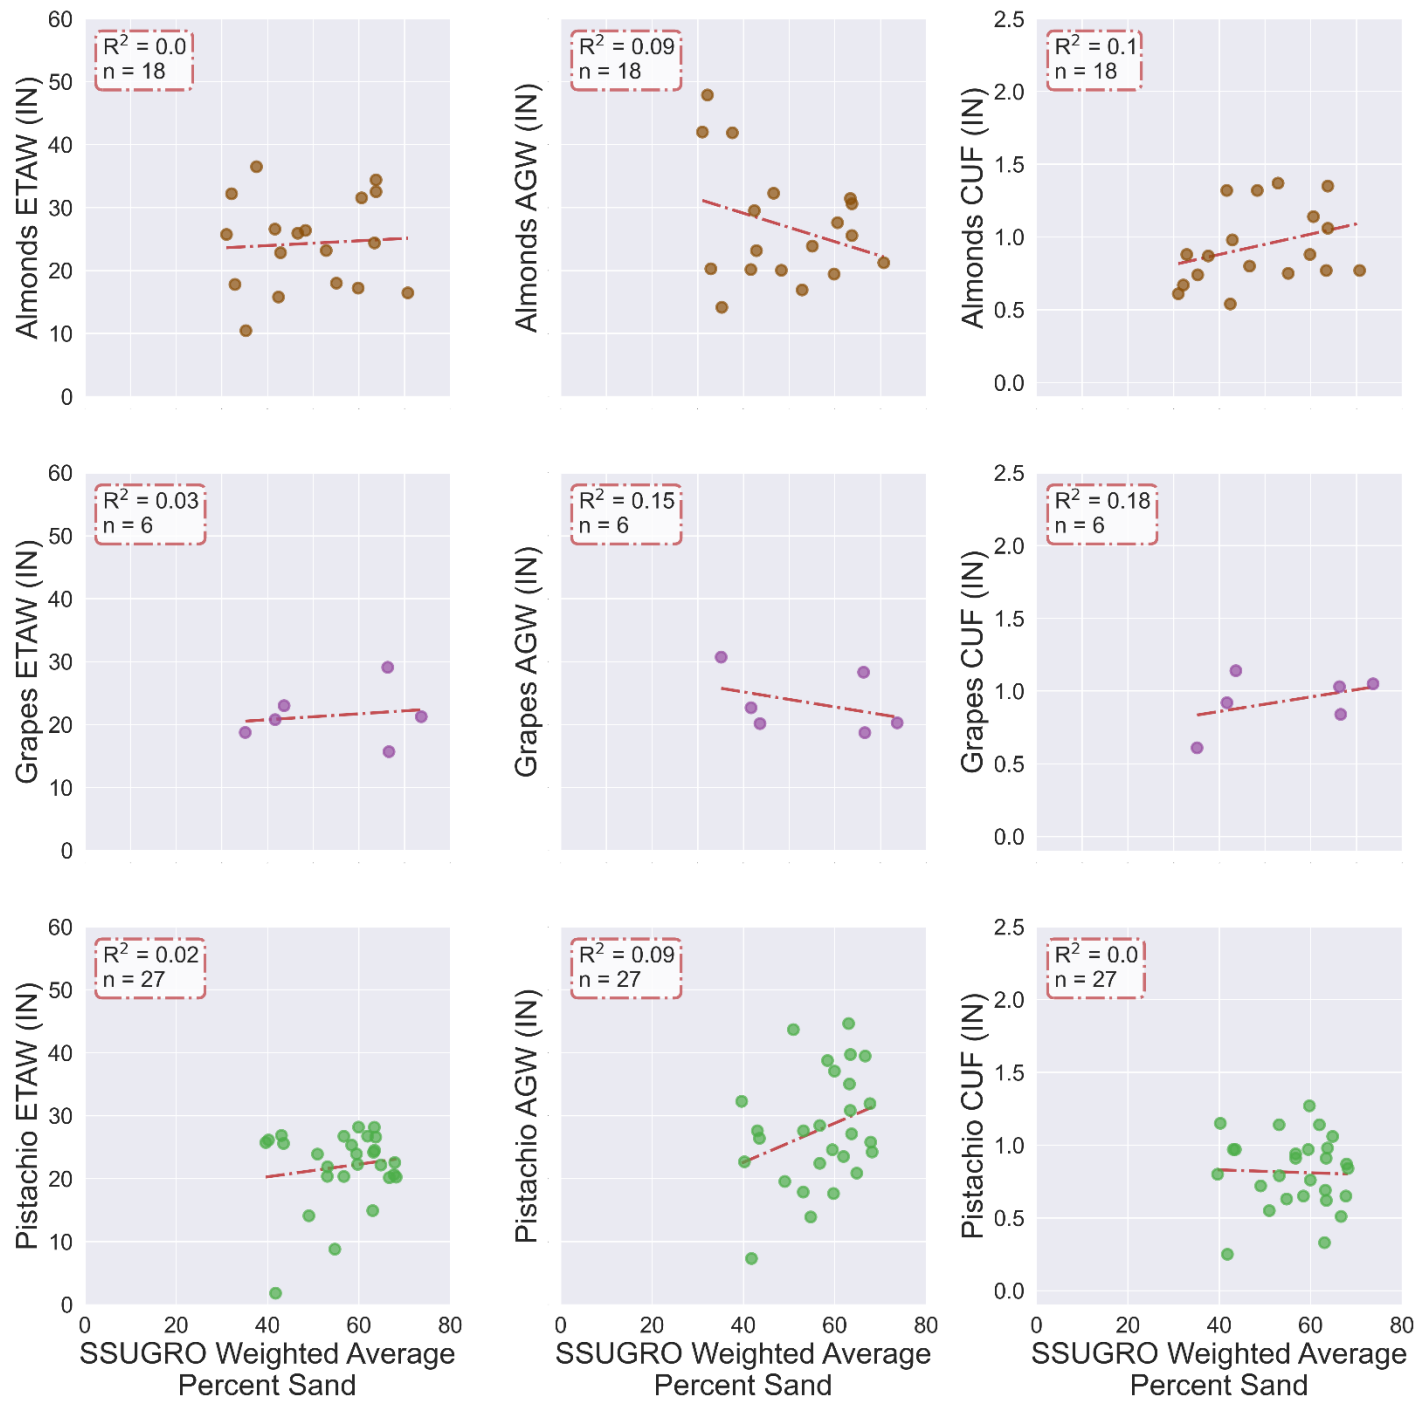 60
50
40
30
20
10
0
Almonds ETAW (IN)
R² = 0.0
n = 18
Almonds AGW (IN)
R² = 0.09
n = 18
2.5
2.0
1.5
1.0
0.5
0.0
Almonds CUF (IN)
R² = 0.1
n = 18
60
50
40
30
20
10
0
Grapes ETAW (IN)
R² = 0.03
n = 6
Grapes AGW (IN)
R² = 0.15
n = 6
2.5
2.0
1.5
1.0
0.5
0.0
Grapes CUF (IN)
R² = 0.18
n = 6
60
50
40
30
20
10
0
Pistachio ETAW (IN)
R² = 0.02
n = 27
0 20 40 60 80
SSUGRO Weighted Average
Percent Sand
Pistachio AGW (IN)
R² = 0.09
n = 27
0 20 40 60 80
SSUGRO Weighted Average
Percent Sand
2.5
2.0
1.5
1.0
0.5
0.0
Pistachio CUF (IN)
R² = 0.0
n = 27
0 20 40 60 80
SSUGRO Weighted Average
Percent Sand